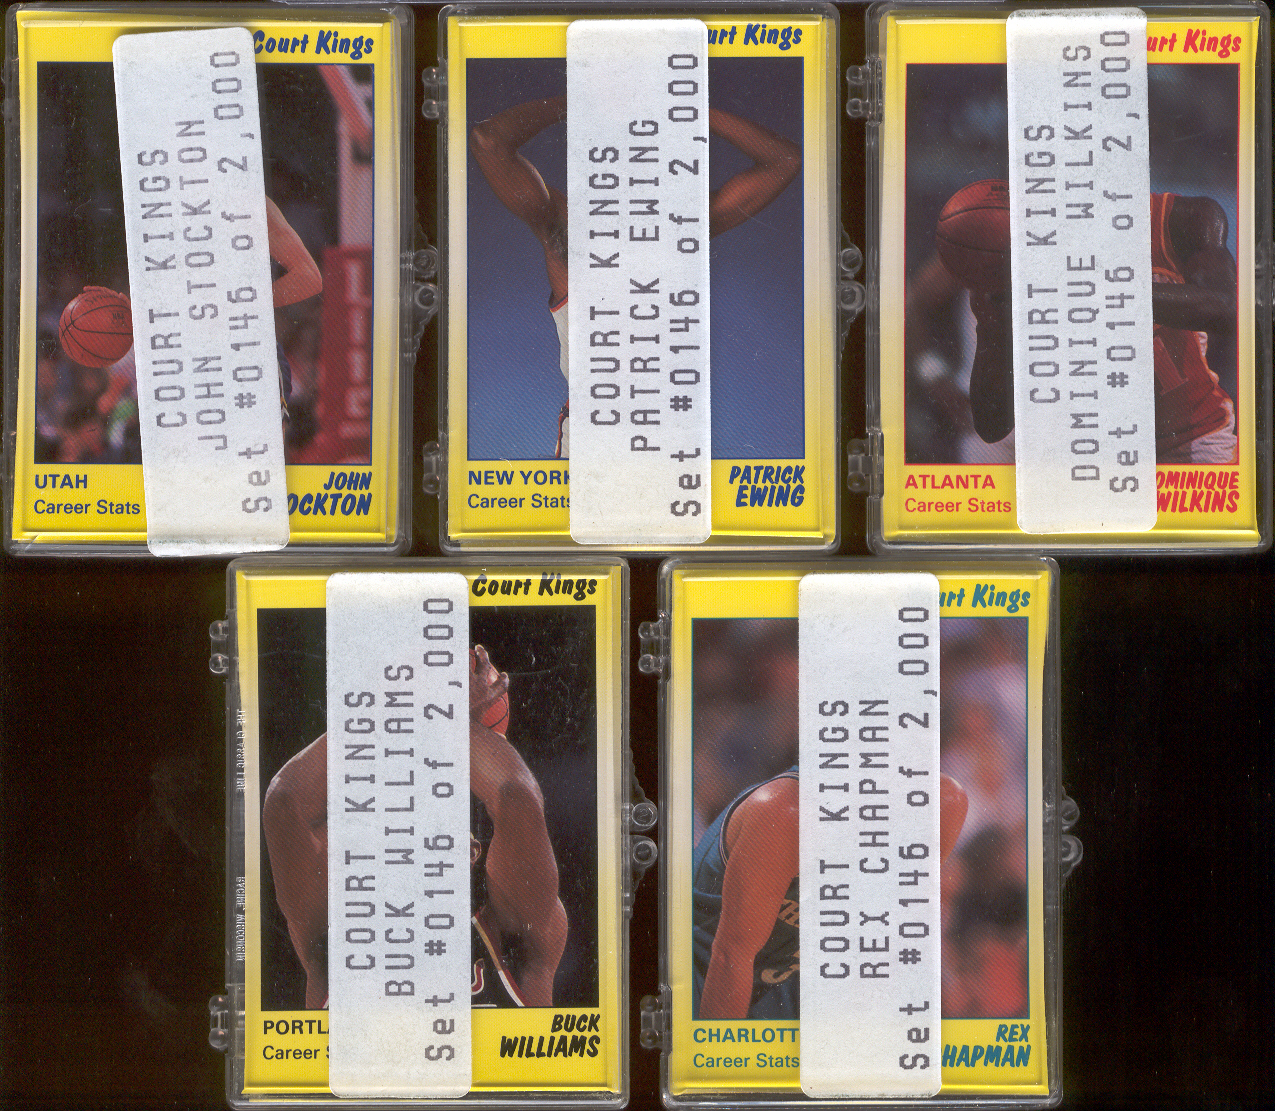 Court Kings
COURT KINGS
JOHN STOCKTON
Set #0146 of 2,000
UTAH
Career Stats
JOHN
OCKTON
urt Kings
COURT KINGS
PATRICK EWING
Set #0146 of 2,000
NEW YORK
Career Stats
PATRICK
EWING
urt Kings
COURT KINGS
DOMINIQUE WILKINS
Set #0146 of 2,000
ATLANTA
Career Stats
OMINIQUE
WILKINS
Court Kings
COURT KINGS
BUCK WILLIAMS
Set #0146 of 2,000
PORTL
Career S
BUCK
WILLIAMS
urt Kings
COURT KINGS
REX CHAPMAN
Set #0146 of 2,000
CHARLOTT
Career Stats
REX
HAPMAN